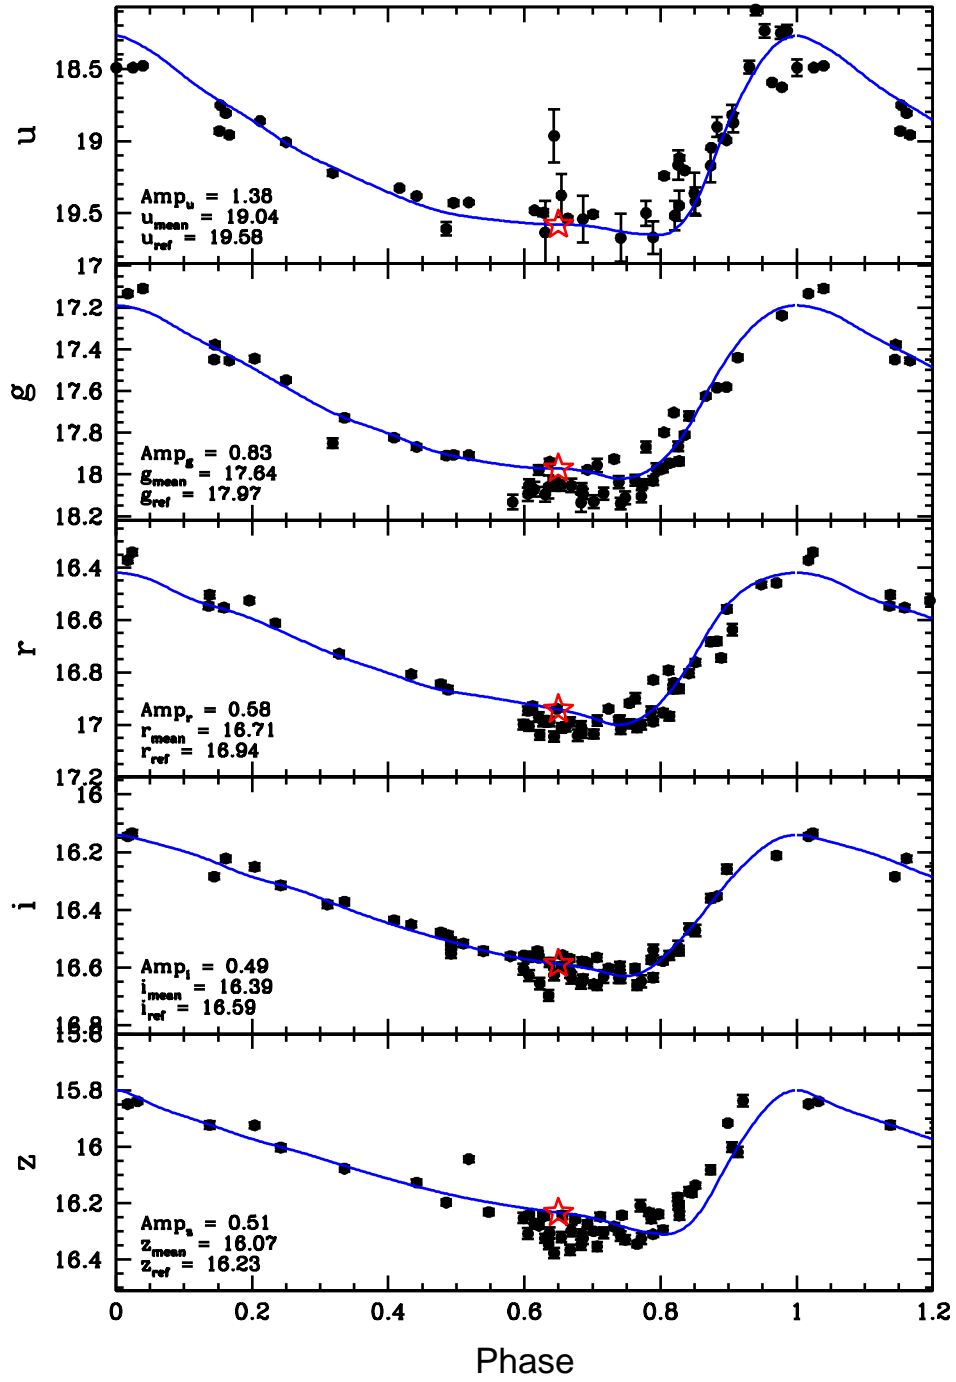 u
18.5
19
19.5
Amp_u = 1.38
u_mean = 19.04
u_ref = 19.58
g
17
17.2
17.4
17.6
17.8
18
18.2
Amp_g = 0.83
g_mean = 17.64
g_ref = 17.97
r
16.4
16.6
16.8
17
17.2
Amp_r = 0.58
r_mean = 16.71
r_ref = 16.94
i
16
16.2
16.4
16.6
16.8
Amp_i = 0.49
i_mean = 16.39
i_ref = 16.59
z
15.6
15.8
16
16.2
16.4
Amp_z = 0.51
z_mean = 16.07
z_ref = 16.23
0 0.2 0.4 0.6 0.8 1 1.2
Phase